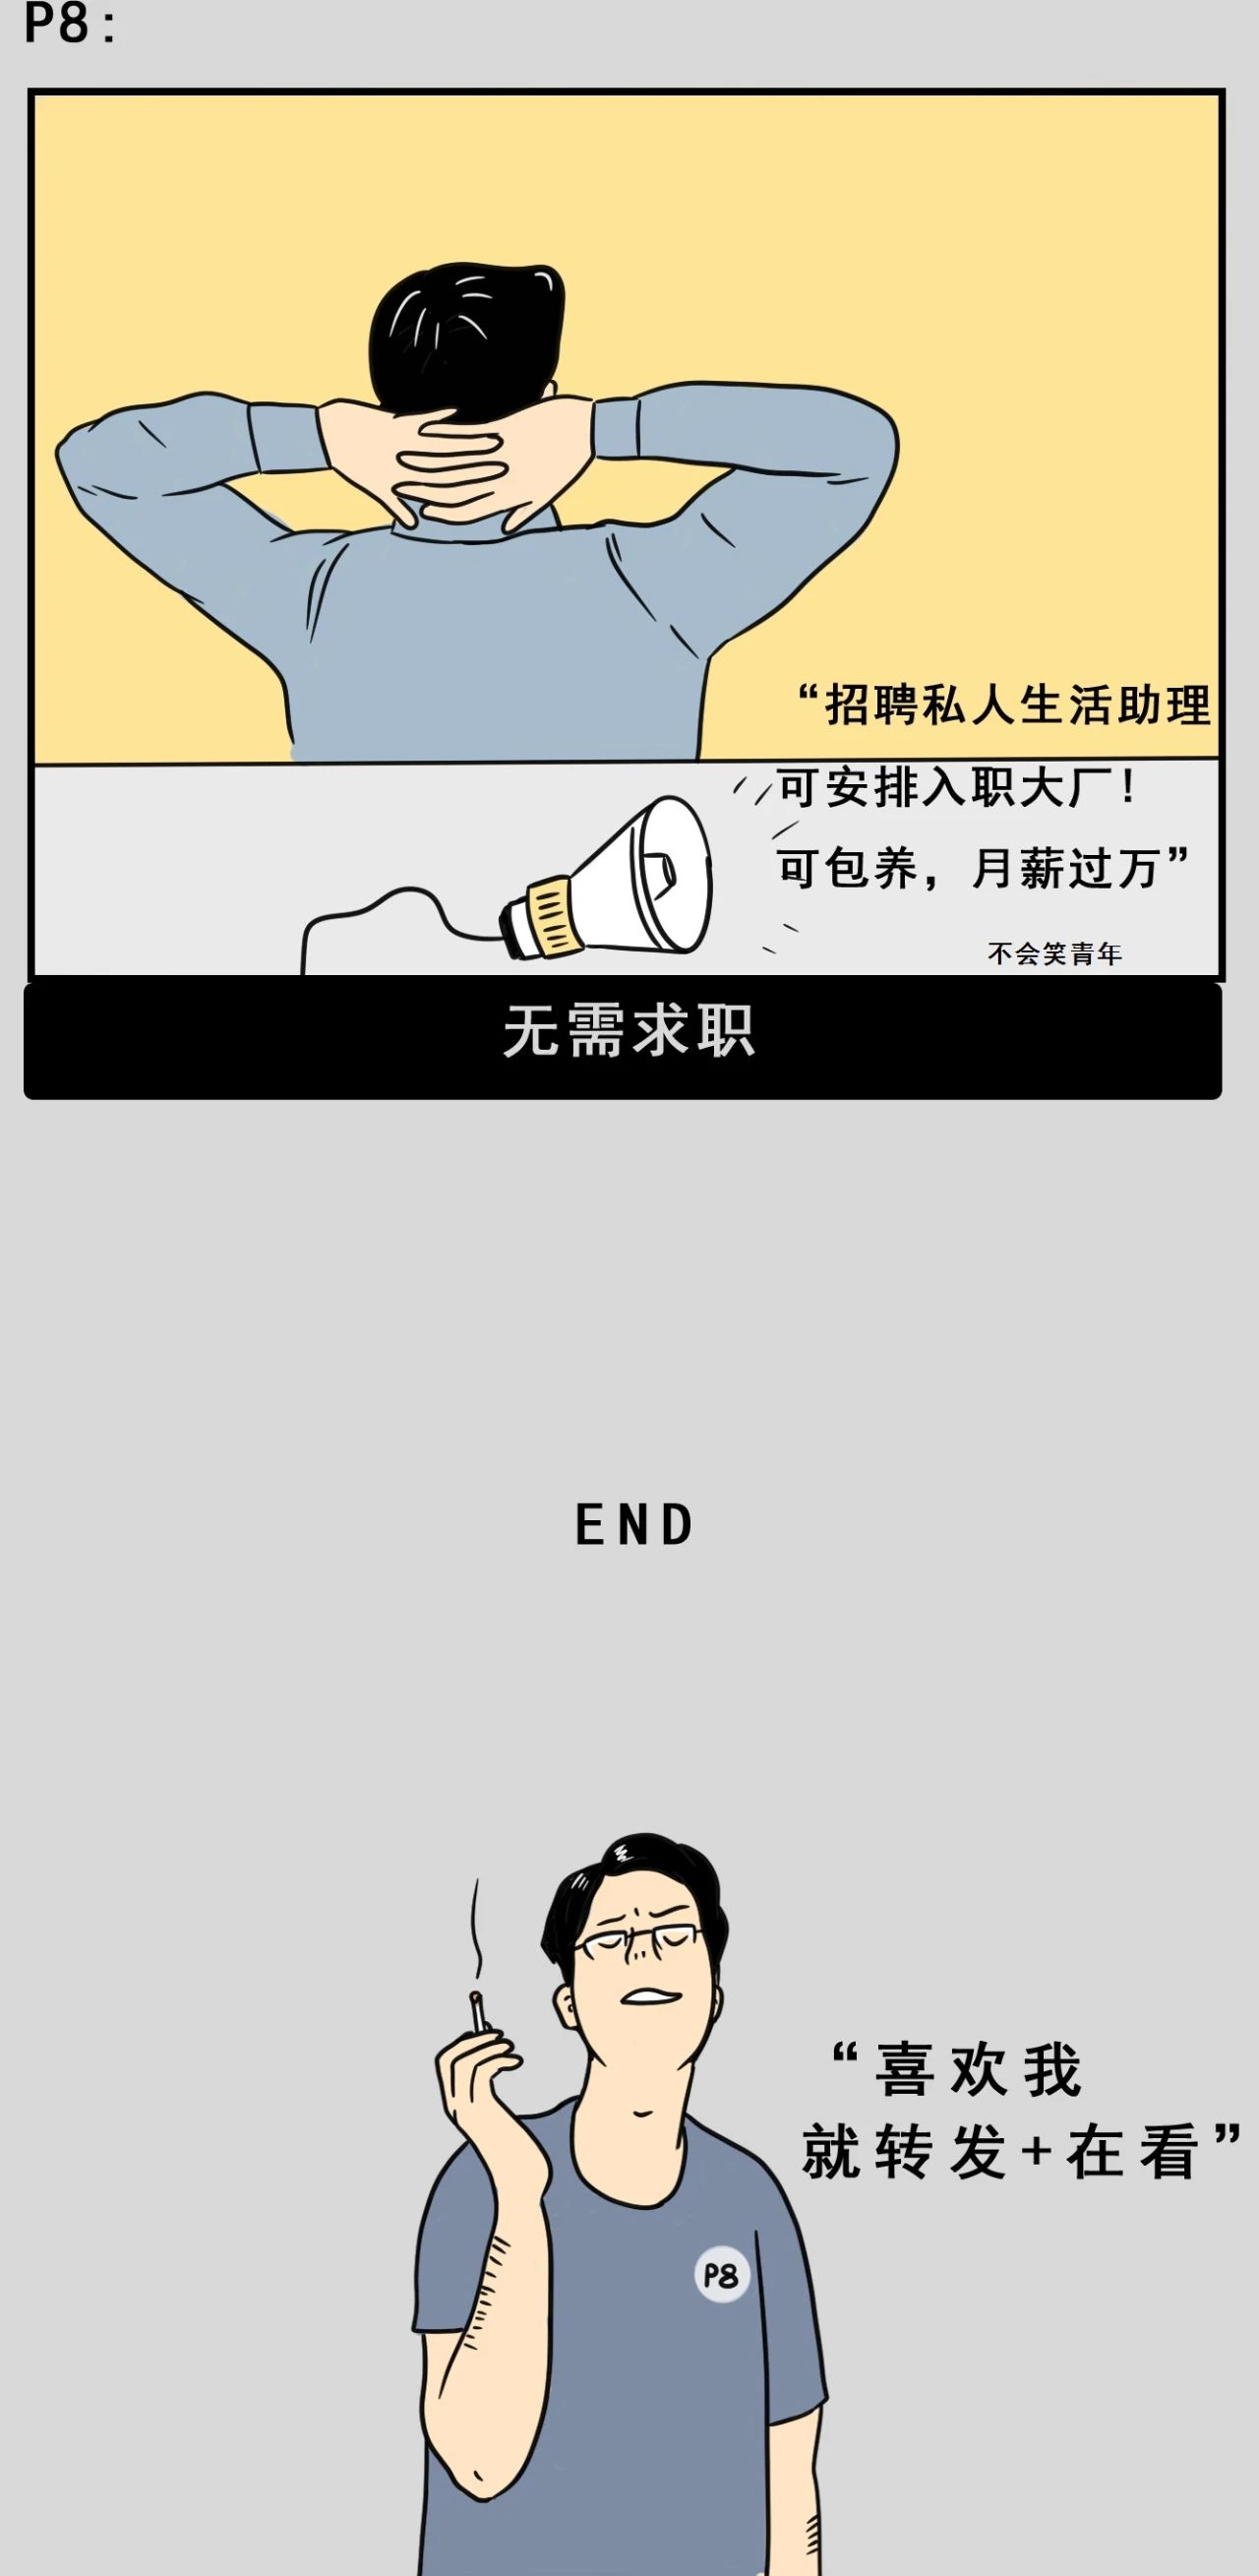 P8:
“招聘私人生活助理
可安排入职大厂！
可包养，月薪过万”
不会笑青年
无需求职
END
“喜欢我
就转发+在看”
P8